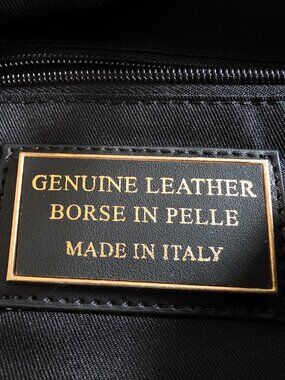 GENUINE LEATHER
BORSE IN PELLE
MADE IN ITALY